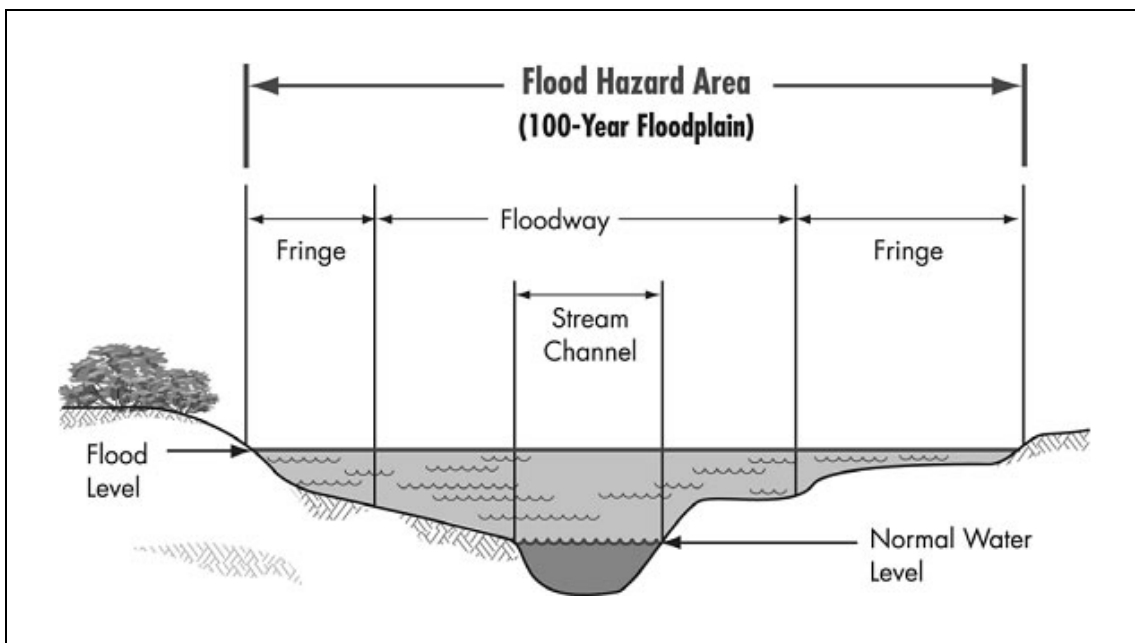 Flood Hazard Area
(100-Year Floodplain)
Fringe
Floodway
Fringe
Stream
Channel
Flood
Level
Normal Water
Level